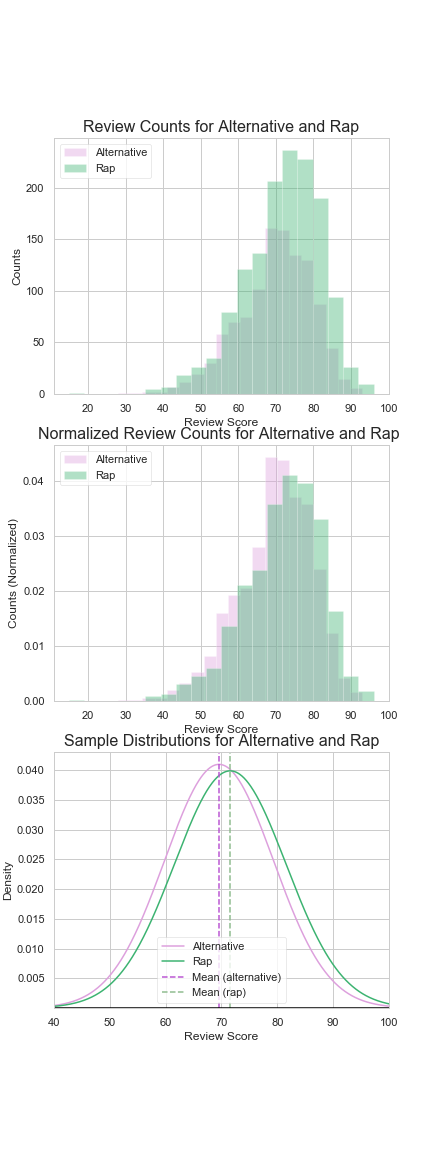 Review Counts for Alternative and Rap
Alternative
Rap
200
150
100
50
0
Counts
20 30 40 50 60 70 80 90 100
Review Score
Normalized Review Counts for Alternative and Rap
Alternative
Rap
0.04
0.03
0.02
0.01
0.00
Counts (Normalized)
20 30 40 50 60 70 80 90 100
Review Score
Sample Distributions for Alternative and Rap
0.040
0.035
0.030
0.025
0.020
0.015
0.010
0.005
Density
Alternative
Rap
Mean (alternative)
Mean (rap)
40 50 60 70 80 90 100
Review Score